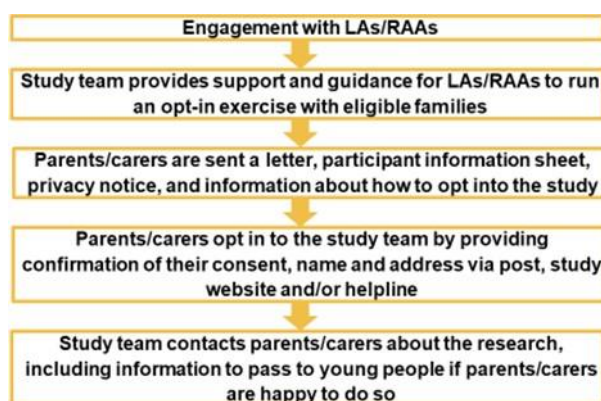 Engagement with LAs/RAAs
Study team provides support and guidance for LAs/RAAs to run
an opt-in exercise with eligible families
Parents/carers are sent a letter, participant information sheet,
privacy notice, and information about how to opt into the study
Parents/carers opt in to the study team by providing
confirmation of their consent, name and address via post, study
website and/or helpline
Study team contacts parents/carers about the research,
including information to pass to young people if parents/carers
are happy to do so